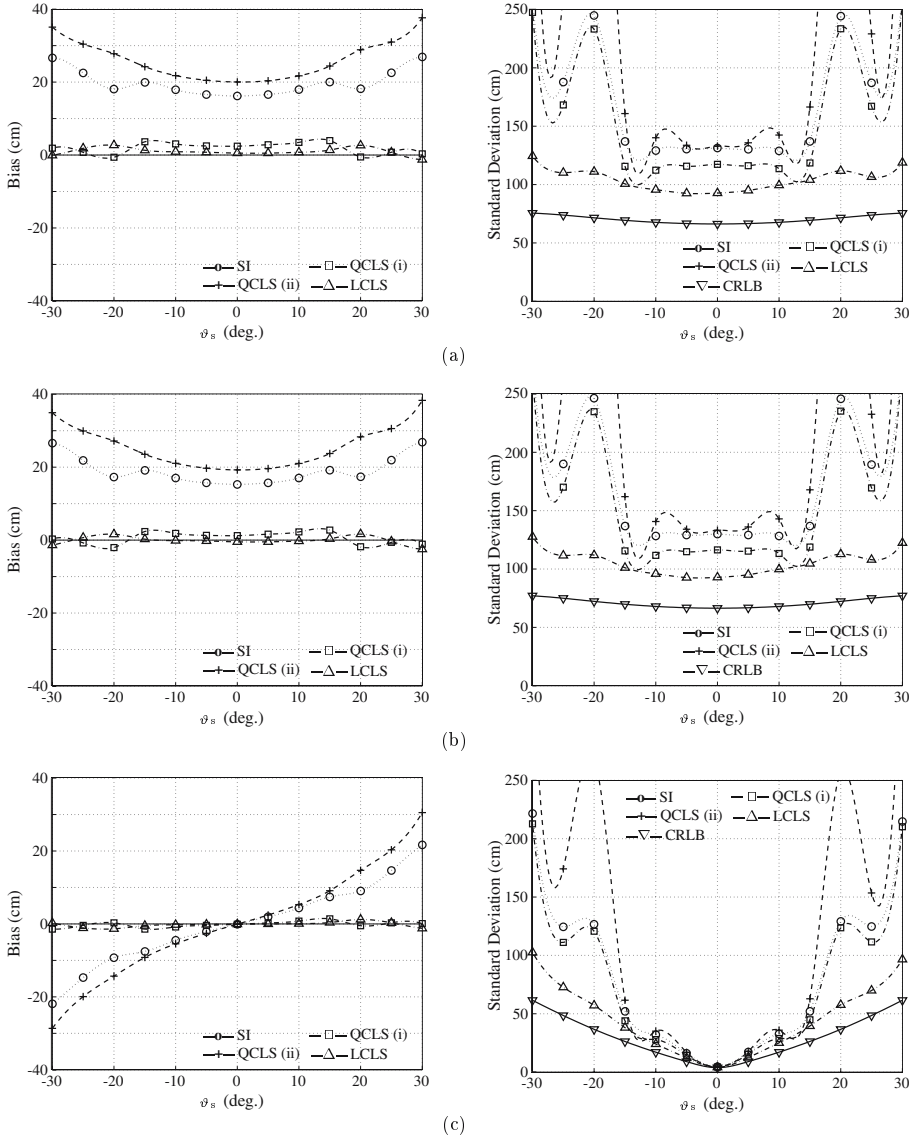 40
20
0
-20
-40
Bias (cm)
-30 -20 -10 0 10 20 30
ϑs (deg.)
SI QCLS (i)
QCLS (ii) LCLS
250
200
150
100
50
0
Standard Deviation (cm)
-30 -20 -10 0 10 20 30
ϑs (deg.)
SI QCLS (i)
QCLS (ii) LCLS
CRLB
(a)
40
20
0
-20
-40
Bias (cm)
-30 -20 -10 0 10 20 30
ϑs (deg.)
SI QCLS (i)
QCLS (ii) LCLS
250
200
150
100
50
0
Standard Deviation (cm)
-30 -20 -10 0 10 20 30
ϑs (deg.)
SI QCLS (i)
QCLS (ii) LCLS
CRLB
(b)
40
20
0
-20
-40
Bias (cm)
-30 -20 -10 0 10 20 30
ϑs (deg.)
SI QCLS (i)
QCLS (ii) LCLS
250
200
150
100
50
0
Standard Deviation (cm)
-30 -20 -10 0 10 20 30
ϑs (deg.)
SI QCLS (i)
QCLS (ii) LCLS
CRLB
(c)